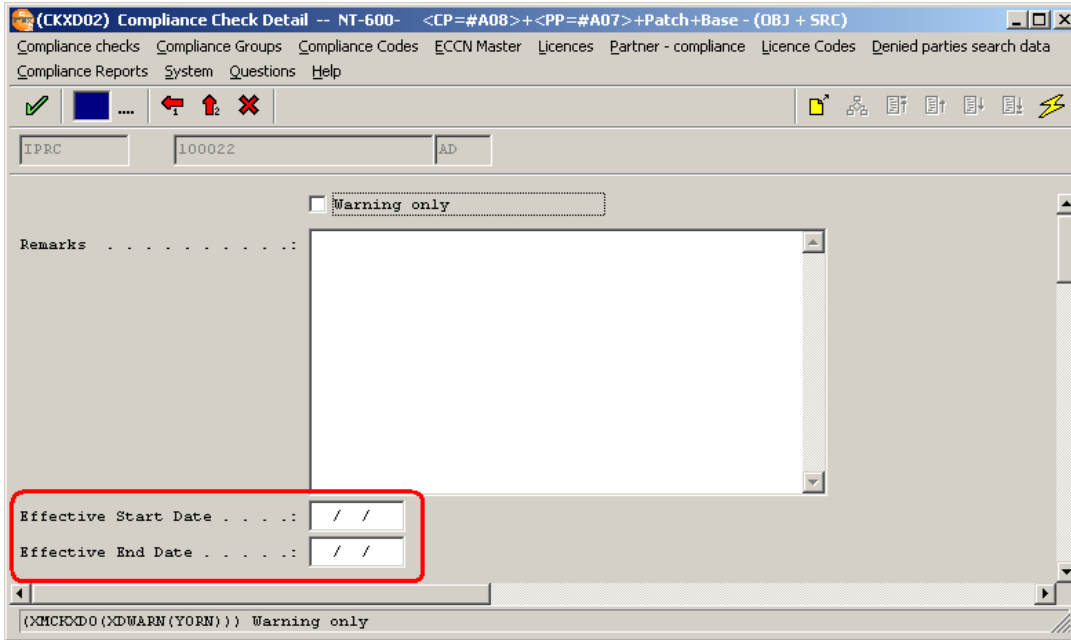 (CKXD02) Compliance Check Detail -- NT-600- <CP=#A08>+<PP=#A07>+Patch+Base - (OBJ + SRC)
Compliance checks Compliance Groups Compliance Codes ECCN Master Licences Partner - compliance Licence Codes Denied parties search data
Compliance Reports System Questions Help
....
IPRC 100022 AD
Warning only
Remarks . . . . . . . . . .:
Effective Start Date . . . .: / /
Effective End Date . . . . .: / /
(XMCKXDO(XDWARN(YORN))) Warning only